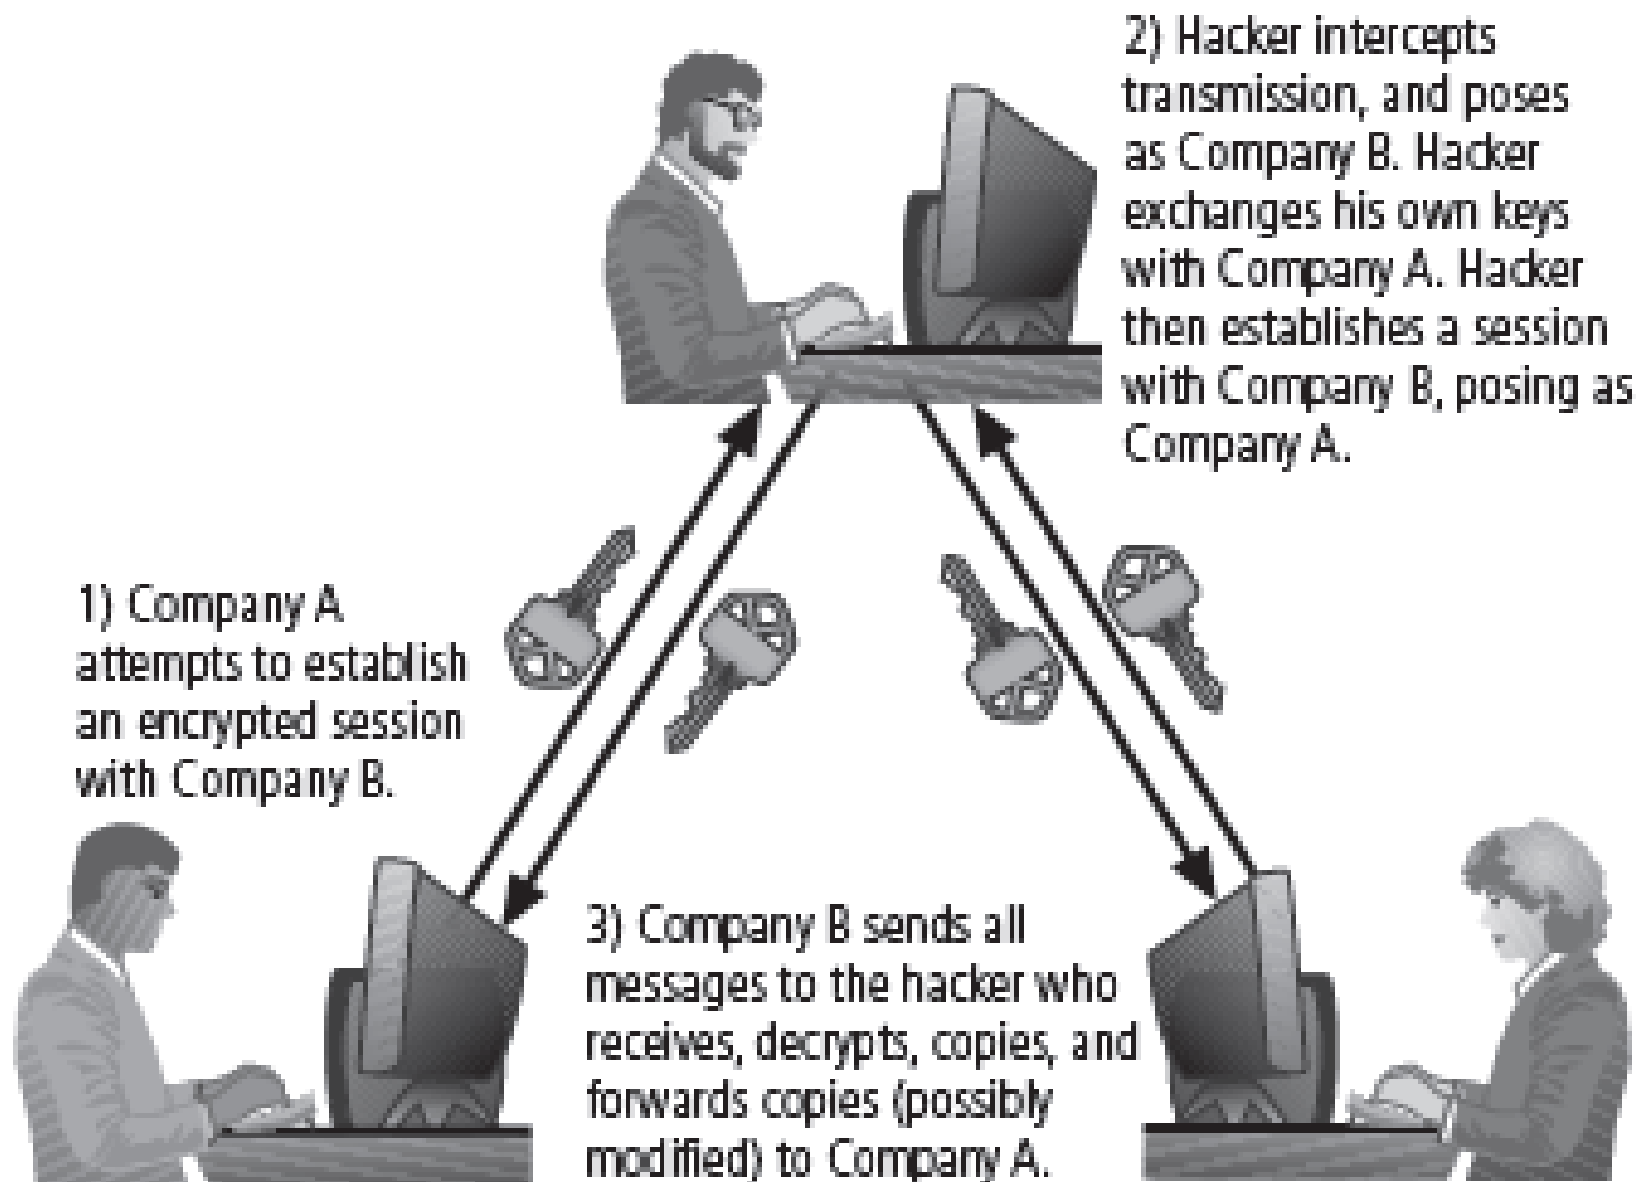 2) Hacker intercepts
transmission, and poses
as Company B. Hacker
exchanges his own keys
with Company A. Hacker
then establishes a session
with Company B, posing as
Company A.
1) Company A
attempts to establish
an encrypted session
with Company B.
3) Company B sends all
messages to the hacker who
receives, decrypts, copies, and
forwards copies (possibly
modified) to Company A.